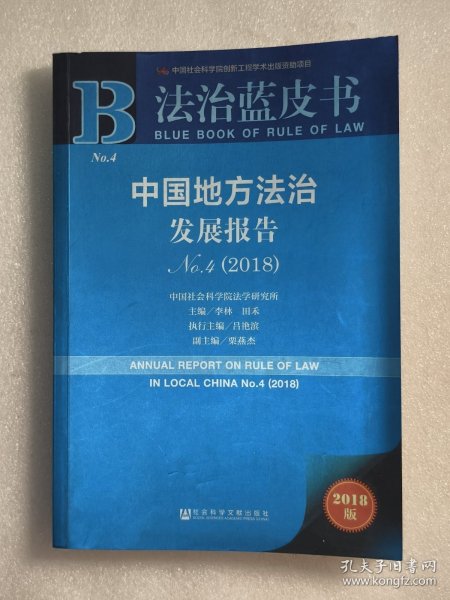 中国社会科学院创新工程学术出版资助项目
B
法治蓝皮书
BLUE BOOK OF RULE OF LAW
No.4
中国地方法治
发展报告
No.4 (2018)
中国社会科学院法学研究所
主编／李林 田禾
执行主编／吕艳滨
副主编／栗燕杰
ANNUAL REPORT ON RULE OF LAW
IN LOCAL CHINA No.4 (2018)
2018
版
社会科学文献出版社
SOCIAL SCIENCES ACADEMIC PRESS (CHINA)
孔夫子旧书网
www.kongfz.com